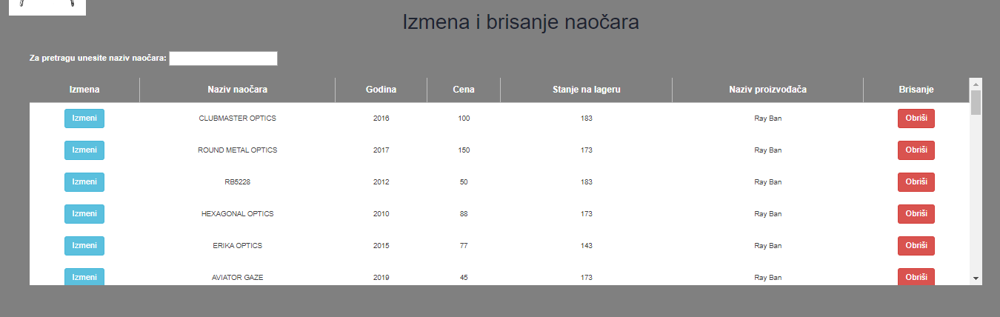 Izmena i brisanje naočara
Za pretragu unesite naziv naočara:
Izmena Naziv naočara Godina Cena Stanje na lageru Naziv proizvođača Brisanje
Izmeni CLUBMASTER OPTICS 2016 100 183 Ray Ban Obriši
Izmeni ROUND METAL OPTICS 2017 150 173 Ray Ban Obriši
Izmeni RB5228 2012 50 183 Ray Ban Obriši
Izmeni HEXAGONAL OPTICS 2010 88 173 Ray Ban Obriši
Izmeni ERIKA OPTICS 2015 77 143 Ray Ban Obriši
Izmeni AVIATOR GAZE 2019 45 173 Ray Ban Obriši